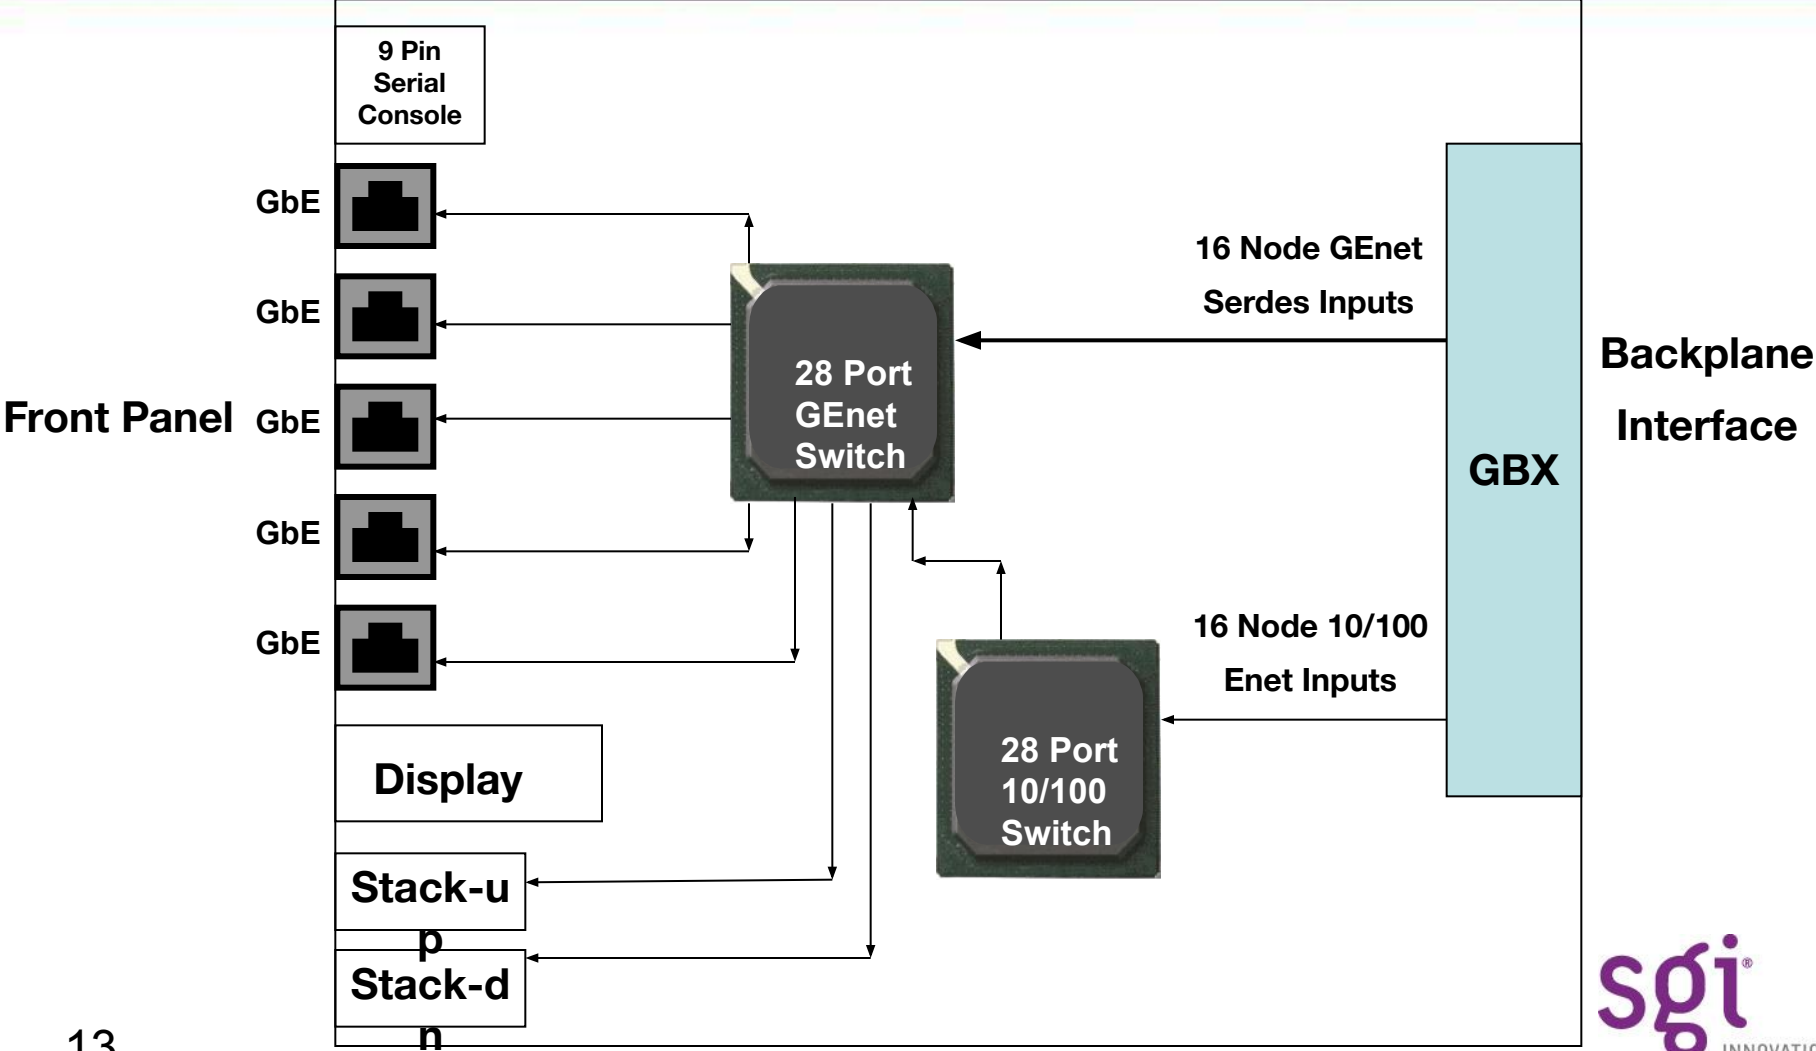 9 Pin
Serial
Console
GbE
GbE
GbE
GbE
GbE
Front Panel
28 Port
GEnet
Switch
16 Node GEnet
Serdes Inputs
Backplane
Interface
GBX
16 Node 10/100
Enet Inputs
28 Port
10/100
Switch
Display
Stack-u
p
Stack-d
n
13
sgi®